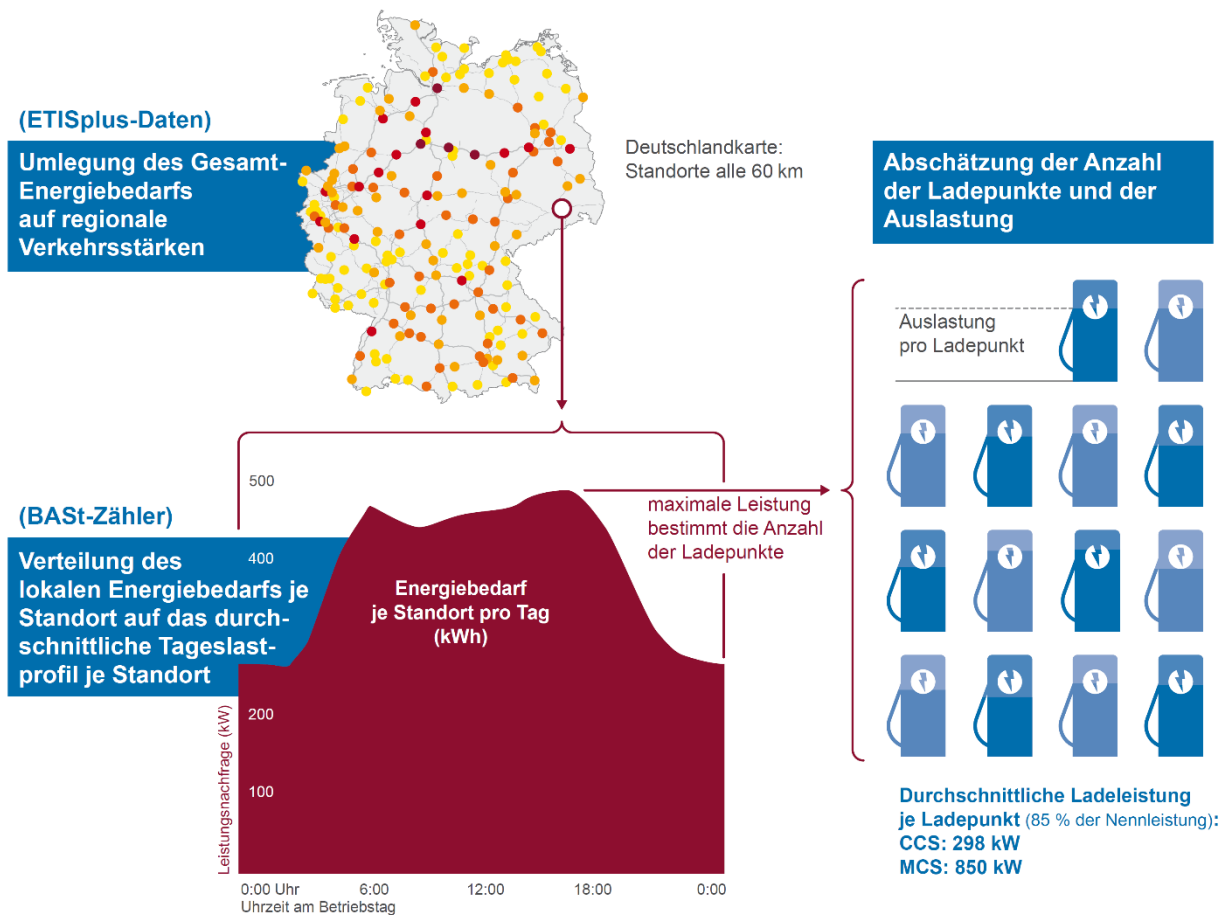 (ETISplus-Daten)
Umlegung des Gesamt-
Energiebedarfs
auf regionale
Verkehrsstärken
Deutschlandkarte:
Standorte alle 60 km
Abschätzung der Anzahl
der Ladepunkte und der
Auslastung
Auslastung
pro Ladepunkt
(BASt-Zähler)
Verteilung des
lokalen Energiebedarfs je
Standort auf das durch-
schnittliche Tageslast-
profil je Standort
500
400
200
100
Leistungsnachfrage (kW)
Energiebedarf
je Standort pro Tag
(kWh)
maximale Leistung
bestimmt die Anzahl
der Ladepunkte
0:00 Uhr
6:00
12:00
18:00
0:00
Uhrzeit am Betriebstag
Durchschnittliche Ladeleistung
je Ladepunkt (85 % der Nennleistung):
CCS: 298 kW
MCS: 850 kW